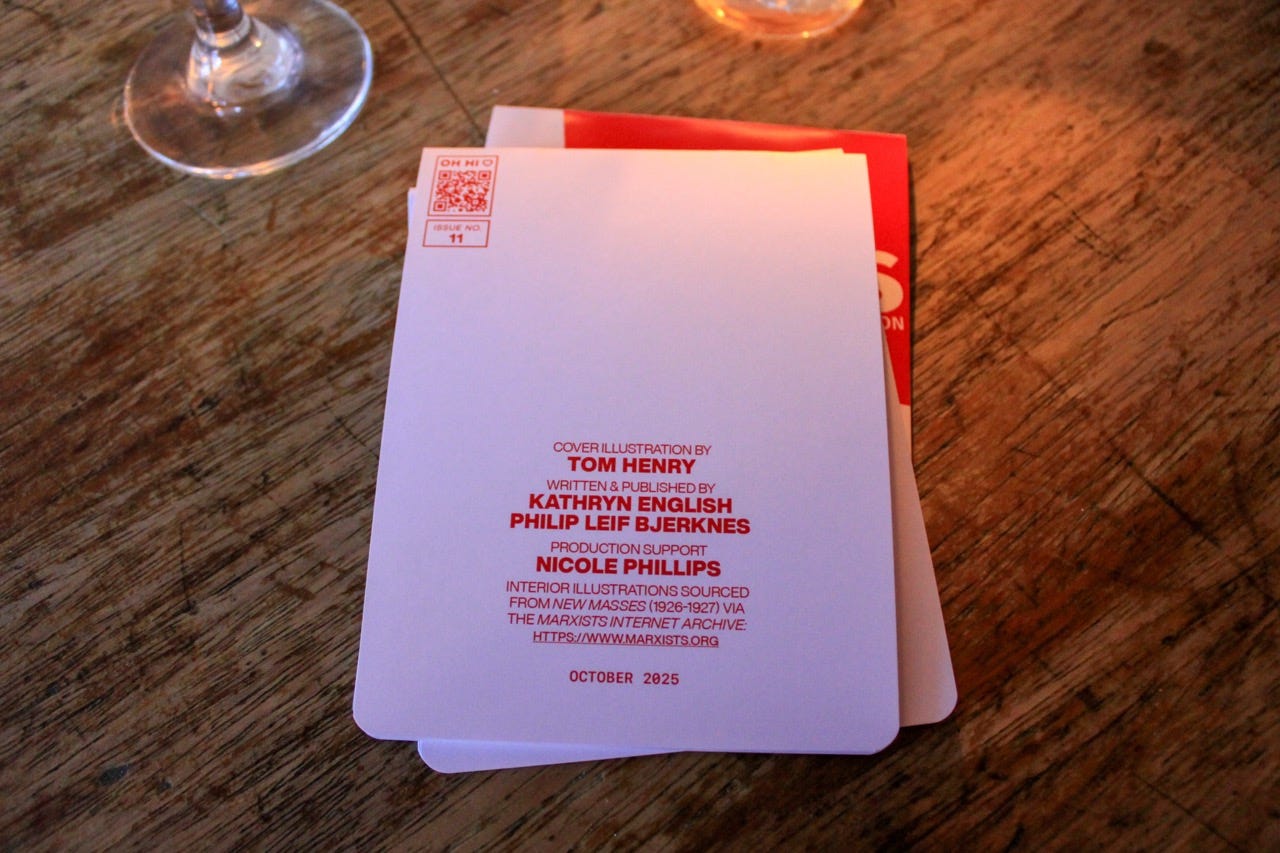 OH HI
ISSUE NO.
11
S
ON
COVER ILLUSTRATION BY
TOM HENRY
WRITTEN & PUBLISHED BY
KATHRYN ENGLISH
PHILIP LEIF BJERKNES
PRODUCTION SUPPORT
NICOLE PHILLIPS
INTERIOR ILLUSTRATIONS SOURCED
FROM NEW MASSES (1926-1927) VIA
THE MARXISTS INTERNET ARCHIVE:
HTTPS://WWW.MARXISTS.ORG
OCTOBER 2025